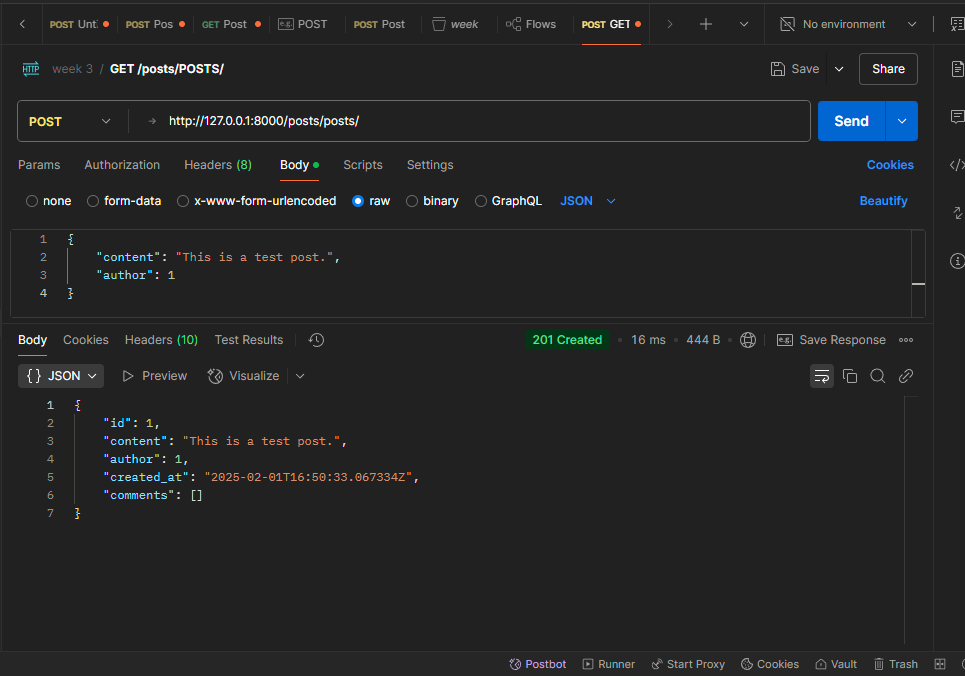 POST Unt POST Pos GET Post e.g. POST POST Post week Flows POST GET No environment
HTTP week 3 / GET /posts/POSTS/ Save Share
POST http://127.0.0.1:8000/posts/posts/ Send
Params Authorization Headers (8) Body Scripts Settings Cookies
none form-data x-www-form-urlencoded raw binary GraphQL JSON Beautify
1 {
2 "content": "This is a test post.",
3 "author": 1
4 }
Body Cookies Headers (10) Test Results 201 Created • 16 ms • 444 B • e.g. Save Response
{} JSON Preview Visualize
1 {
2 "id": 1,
3 "content": "This is a test post.",
4 "author": 1,
5 "created_at": "2025-02-01T16:50:33.067334Z",
6 "comments": []
7 }
Postbot Runner Start Proxy Cookies Vault Trash